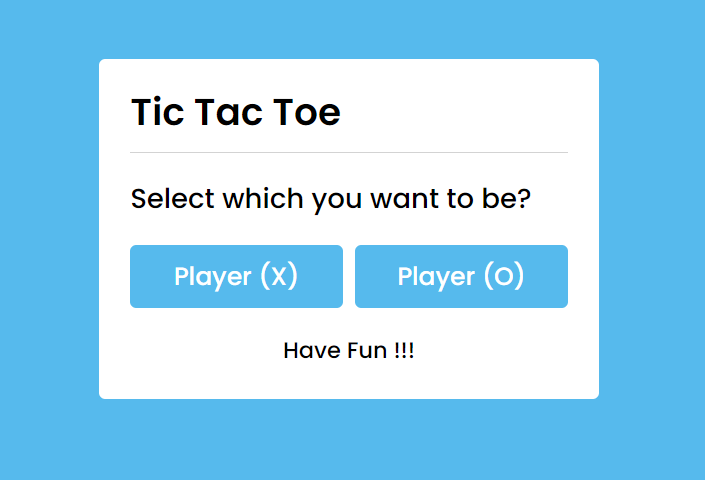 Tic Tac Toe
Select which you want to be?
Player (X) Player (O)
Have Fun !!!